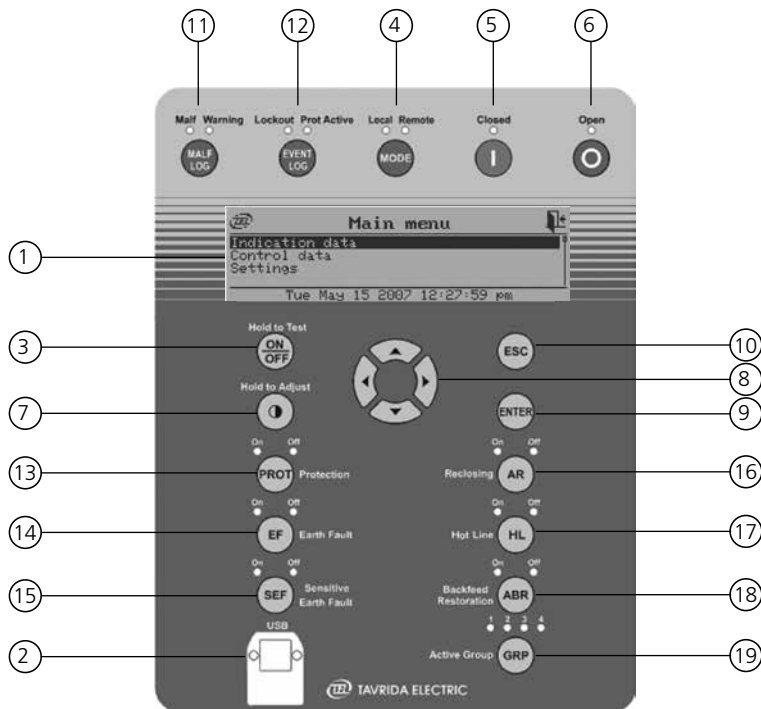 11 12 4 5 6
Malf Warning Lockout Prot Active Local Remote Closed Open
MALF LOG EVENT LOG MODE I O
Main menu
Indication data
1 Control data
Settings
Tue May 15 2007 12:27:59 pm
Hold to Test
3 ON OFF ESC 10
8
Hold to Adjust
7 ENTER 9
On Off On Off
13 PROT Protection Reclosing AR 16
On Off On Off
14 EF Earth Fault Hot Line HL 17
On Off On Off
15 SEF Sensitive Earth Fault Backfeed Restoration ABR 18
USB 1 2 3 4
2 Active Group GRP 19
TEL TAVRIDA ELECTRIC